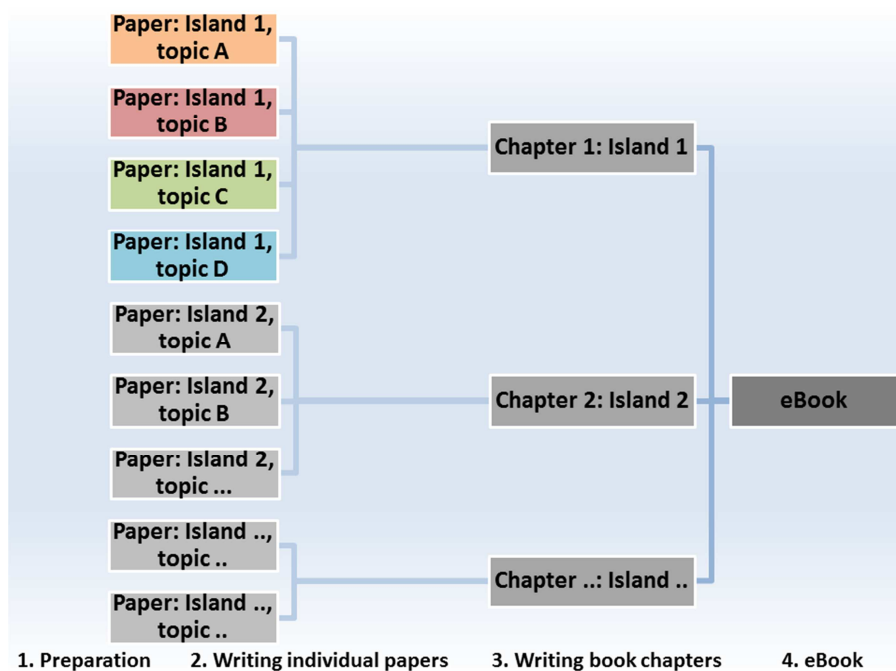 Paper: Island 1,
topic A
Paper: Island 1,
topic B
Paper: Island 1,
topic C
Paper: Island 1,
topic D
Chapter 1: Island 1
Paper: Island 2,
topic A
Paper: Island 2,
topic B
Paper: Island 2,
topic ...
Chapter 2: Island 2
eBook
Paper: Island ..,
topic ..
Paper: Island ..,
topic ..
Chapter ..: Island ..
1. Preparation 2. Writing individual papers 3. Writing book chapters 4. eBook